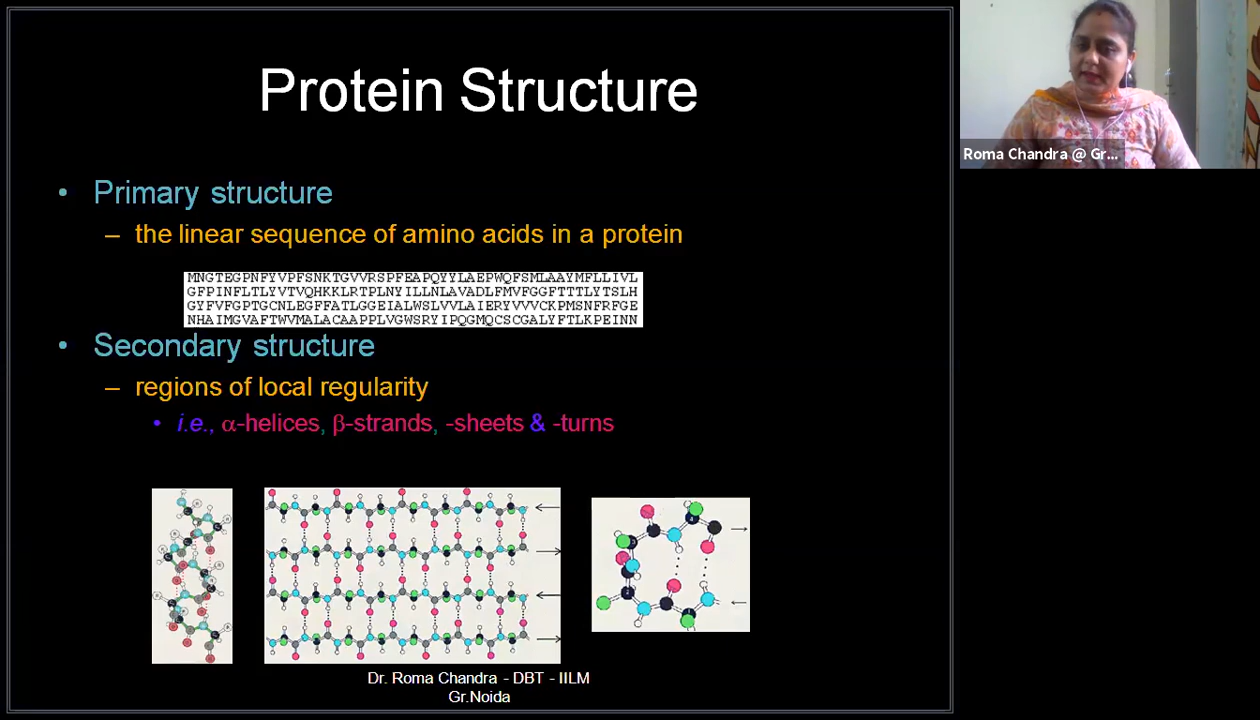 Protein Structure
Roma Chandra @ Gr...
• Primary structure
– the linear sequence of amino acids in a protein
MNGTEGPNFYVPFSNKTGVVRSPFEAPQYYLAEPWQFSMLAAYMFLLIVL
GFPINFLTLYVTVQHKKLRTPLNYILLNLAVADLFMVFGGFTTTLYTSLH
GYFVFGPTGCNLEGFFATLGGEIALWSLVVLAIERYVVVCKPMSNFRFGE
NHAIMGVAFTWVMALACAAPPLVGWSRYIPQGMQCSCGALYFTLKPEINN
• Secondary structure
– regions of local regularity
• i.e., α-helices, β-strands, -sheets & -turns
Dr. Roma Chandra - DBT - IILM
Gr.Noida